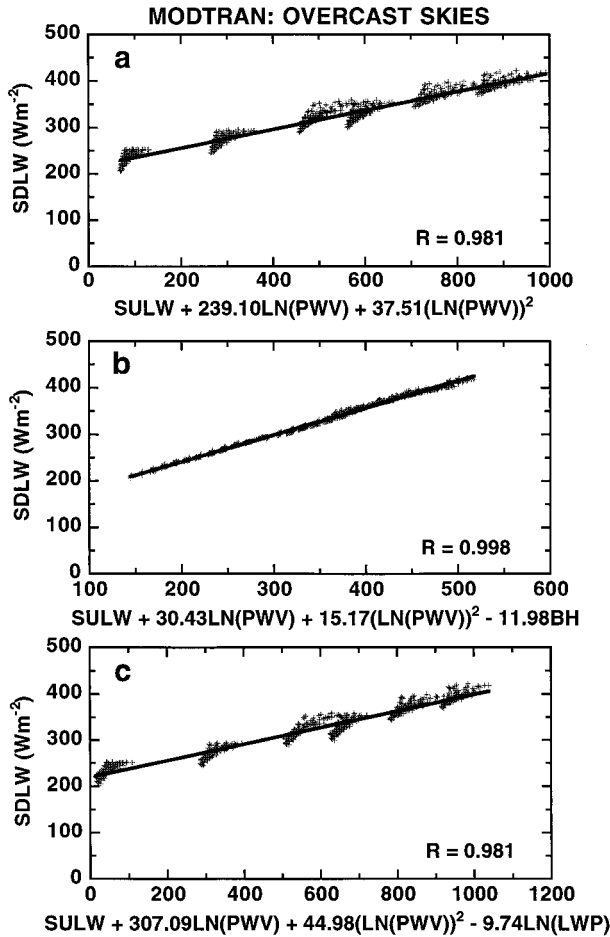 MODTRAN: OVERCAST SKIES
500
400
300
200
100
0
SDLW (Wm⁻²)
a
R = 0.981
0 200 400 600 800 1000
SULW + 239.10LN(PWV) + 37.51(LN(PWV))²
500
400
300
200
100
0
SDLW (Wm⁻²)
b
R = 0.998
100 200 300 400 500 600
SULW + 30.43LN(PWV) + 15.17(LN(PWV))² - 11.98BH
500
400
300
200
100
0
SDLW (Wm⁻²)
c
R = 0.981
0 200 400 600 800 1000 1200
SULW + 307.09LN(PWV) + 44.98(LN(PWV))² - 9.74LN(LWP)